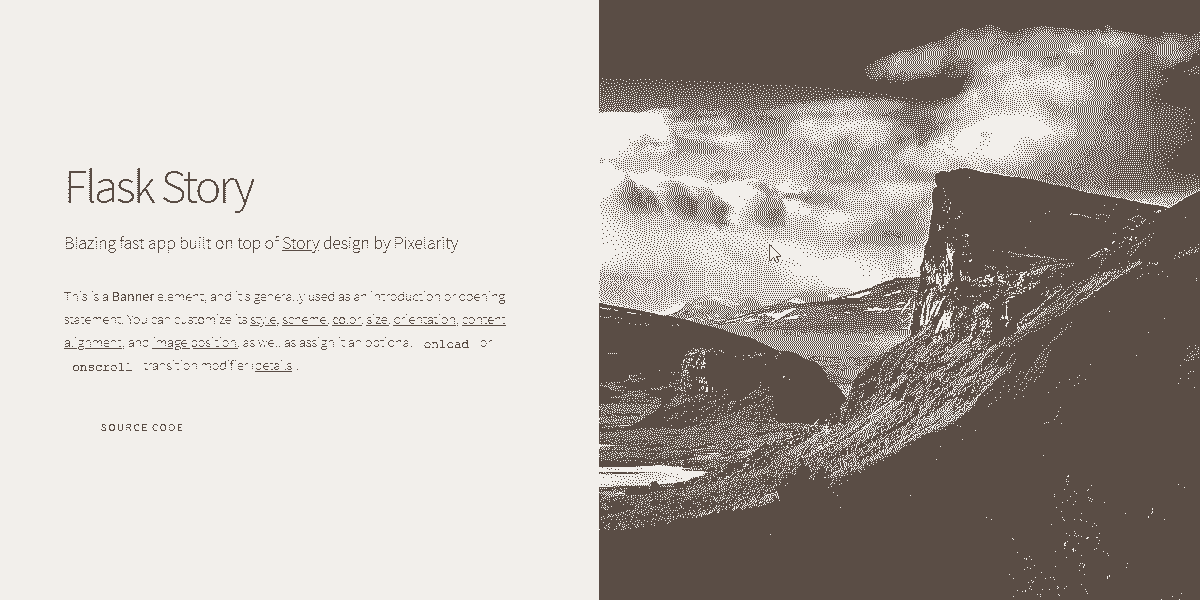 Flask Story
Blazing fast app built on top of Story design by Pixelarity
This is a Banner element, and it's generally used as an introduction or opening
statement. You can customize its style, scheme, color, size, orientation, content
alignment, and image position, as well as assign it an optional onload or
onscroll transition modifier (details).
SOURCE CODE